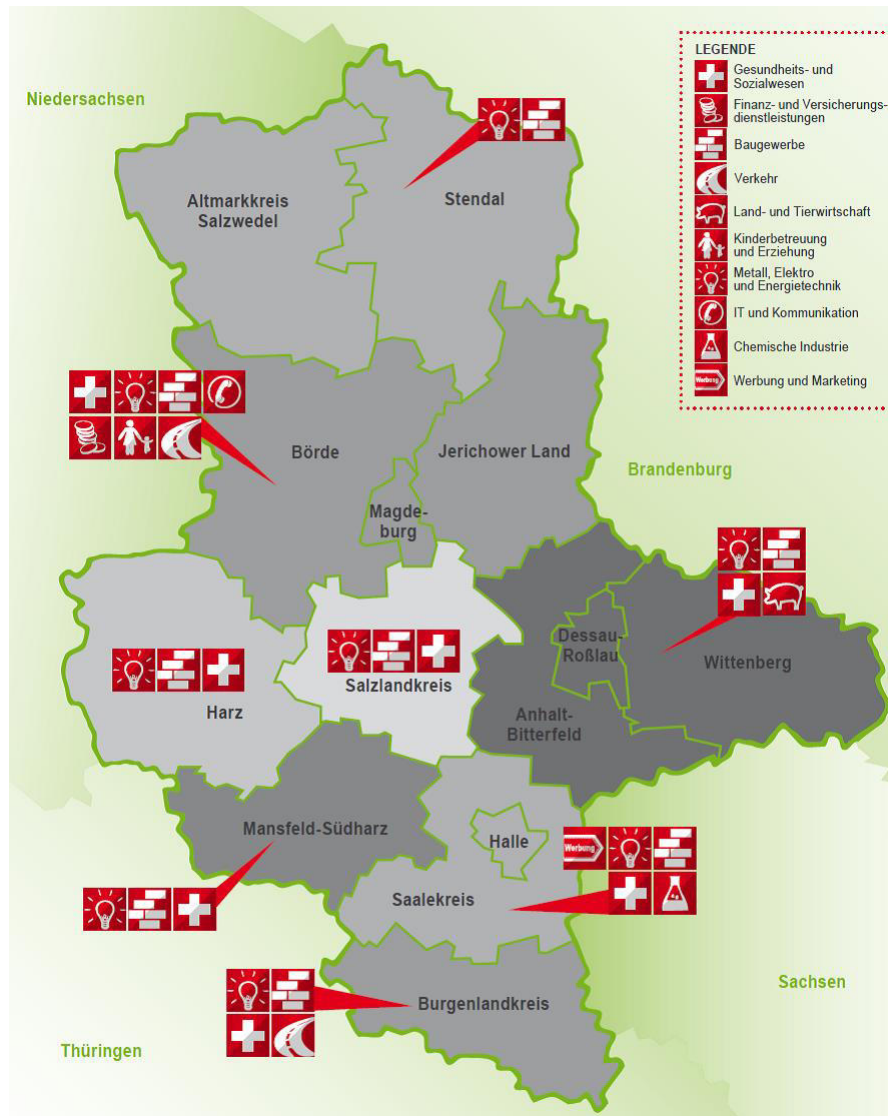 LEGENDE
Gesundheits- und
Sozialwesen
Finanz- und Versicherungs-
dienstleistungen
Baugewerbe
Verkehr
Land- und Tierwirtschaft
Kinderbetreuung
und Erziehung
Metall, Elektro
und Energietechnik
IT und Kommunikation
Chemische Industrie
Werbung
Werbung und Marketing
Niedersachsen
Altmarkkreis
Salzwedel
Stendal
Börde
Jerichower Land
Brandenburg
Magde-
burg
Dessau-
Roßlau
Wittenberg
Salzlandkreis
Harz
Anhalt-
Bitterfeld
Mansfeld-Südharz
Halle
Werbung
Saalekreis
Sachsen
Burgenlandkreis
Thüringen